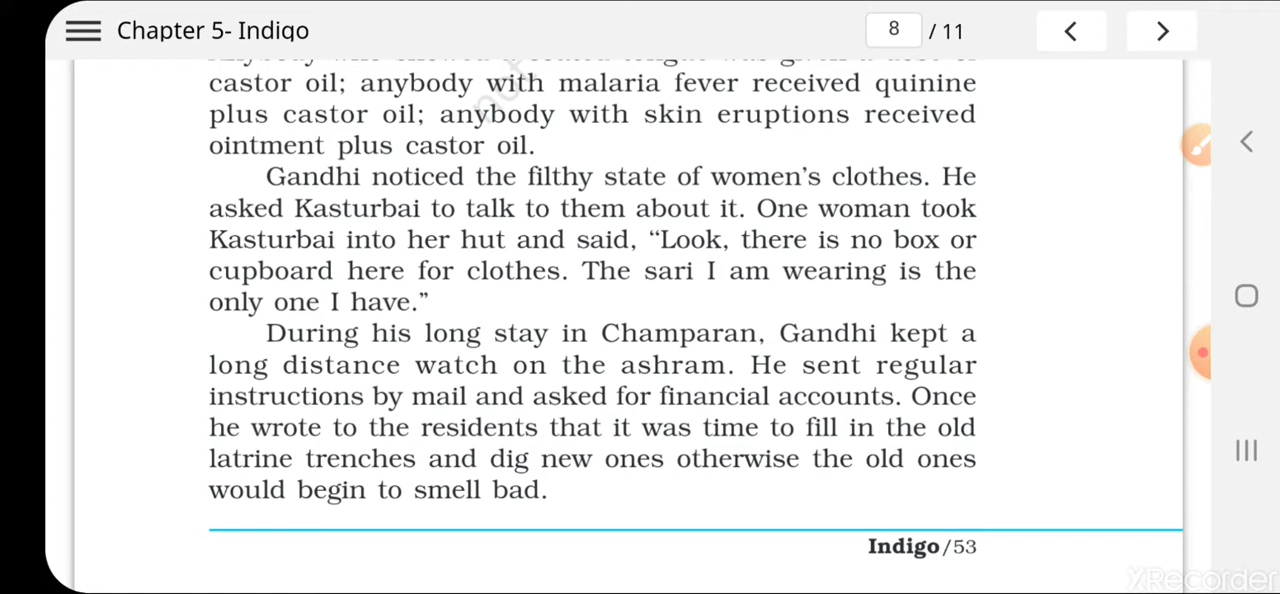 Chapter 5- Indigo
8 / 11
castor oil; anybody with malaria fever received quinine
plus castor oil; anybody with skin eruptions received
ointment plus castor oil.
Gandhi noticed the filthy state of women's clothes. He
asked Kasturbai to talk to them about it. One woman took
Kasturbai into her hut and said, “Look, there is no box or
cupboard here for clothes. The sari I am wearing is the
only one I have.”
During his long stay in Champaran, Gandhi kept a
long distance watch on the ashram. He sent regular
instructions by mail and asked for financial accounts. Once
he wrote to the residents that it was time to fill in the old
latrine trenches and dig new ones otherwise the old ones
would begin to smell bad.
Indigo/53
XRecorder